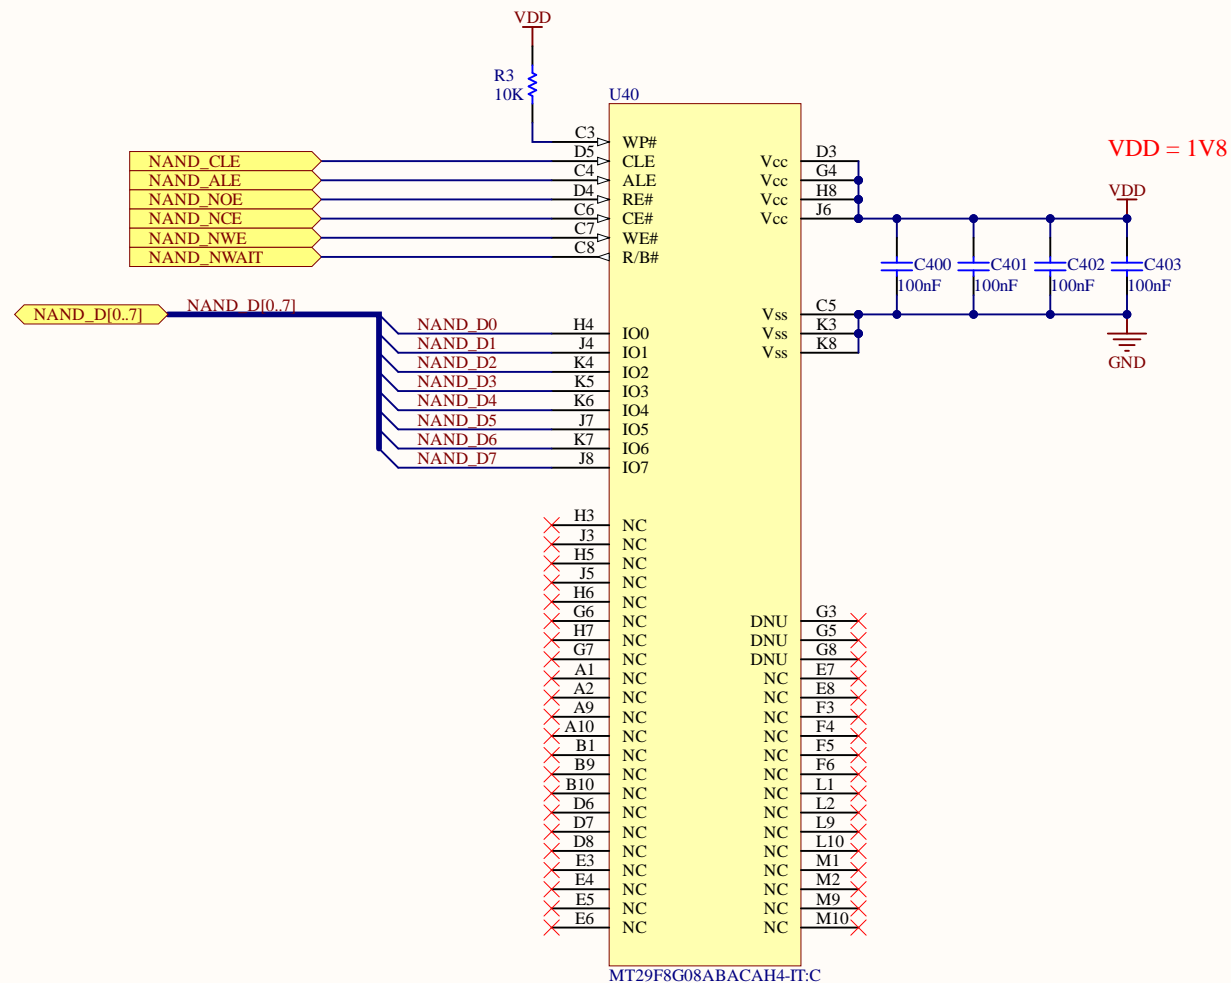 VDD
R3
10K
U40
C3 WP#
NAND_CLE D5 CLE Vcc D3
NAND_ALE C4 ALE Vcc G4
NAND_NOE D4 RE# Vcc H8
NAND_NCE C6 CE# Vcc J6
NAND_NWE C7 WE#
NAND_NWAIT C8 R/B#
VDD = 1V8
VDD
C400 C401 C402 C403
100nF 100nF 100nF 100nF
NAND_D[0..7] NAND_D[0..7]
NAND_D0 H4 IO0 Vss C5
NAND_D1 J4 IO1 Vss K3
NAND_D2 K4 IO2 Vss K8
NAND_D3 K5 IO3
NAND_D4 K6 IO4
NAND_D5 J7 IO5
NAND_D6 K7 IO6
NAND_D7 J8 IO7
GND
H3 NC
J3 NC
H5 NC
J5 NC
H6 NC
G6 NC DNU G3
H7 NC DNU G5
G7 NC DNU G8
A1 NC NC E7
A2 NC NC E8
A9 NC NC F3
A10 NC NC F4
B1 NC NC F5
B9 NC NC F6
B10 NC NC L1
D6 NC NC L2
D7 NC NC L9
D8 NC NC L10
E3 NC NC M1
E4 NC NC M2
E5 NC NC M9
E6 NC NC M10
MT29F8G08ABACAH4-IT:C